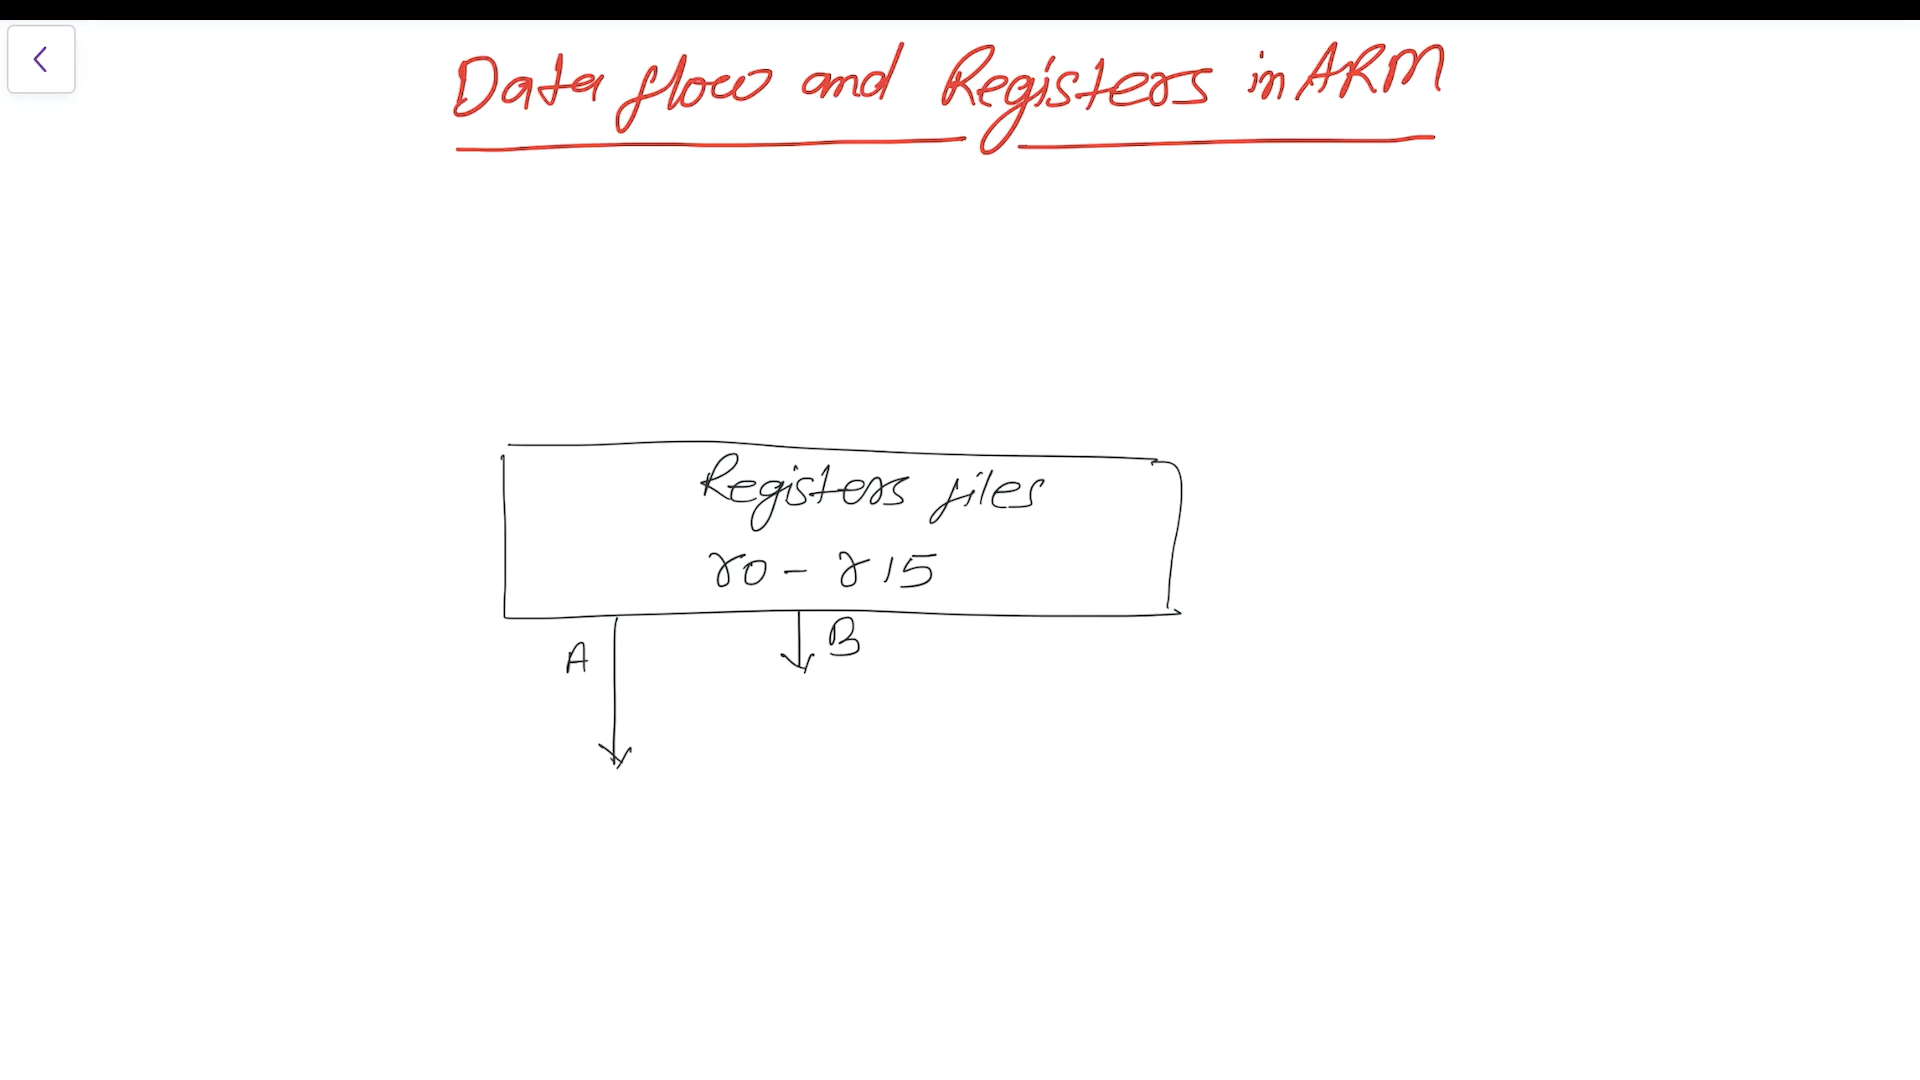 Data flow and Registers in ARM
Registers files
r0 - r15
A
B